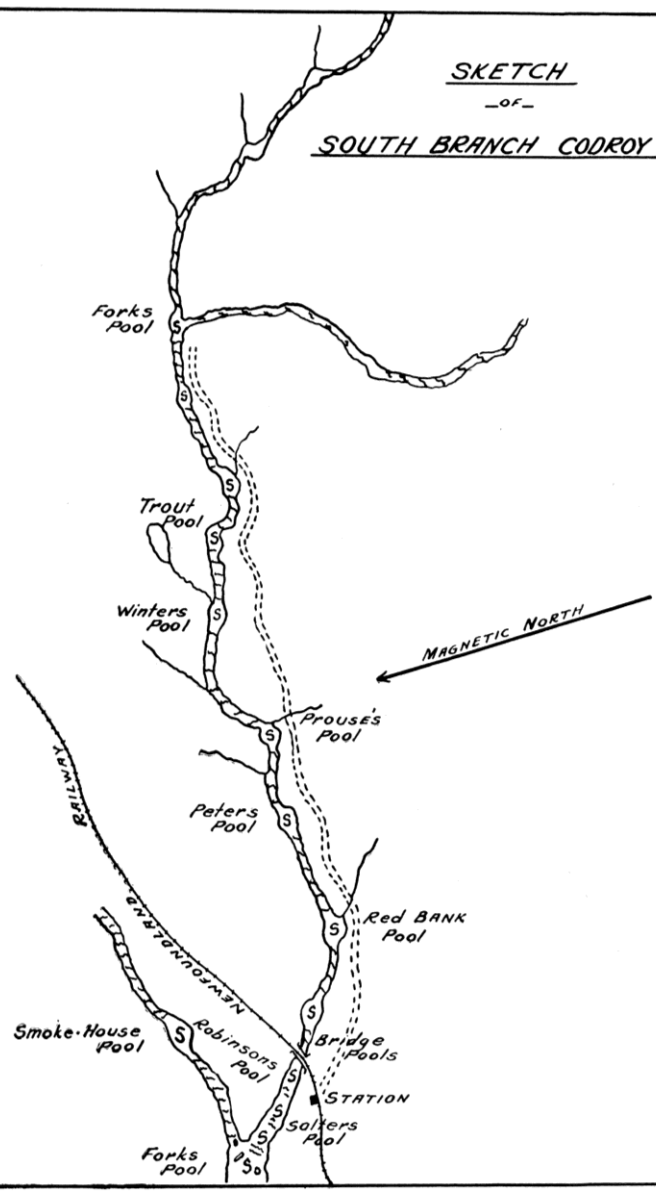 SKETCH
OF
SOUTH BRANCH CODROY
Forks
Pool
S
S
S
Trout
Pool
S
Winters
Pool
S
MAGNETIC NORTH
Prouse's
Pool
S
Peters
Pool
S
RAILWAY
NEWFOUNDLAND
Red BANK
Pool
S
S
Smoke-House
Pool
S
Robinsons
Pool
Bridge
Pools
S
STATION
S
Salters
Pool
S
Forks
Pool
S